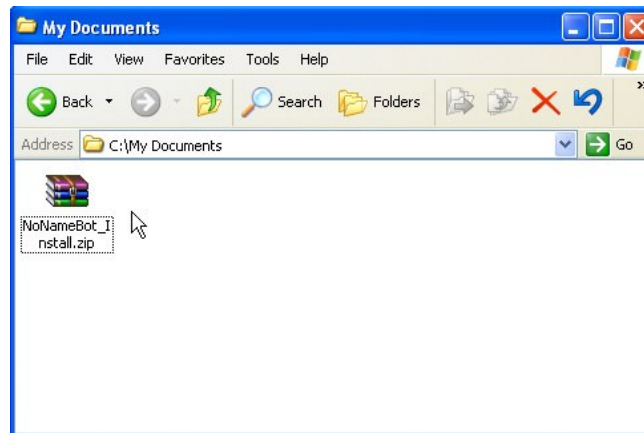 My Documents
File Edit View Favorites Tools Help
Back Search Folders »
Address C:\My Documents Go
NoNameBot_I
nstall.zip